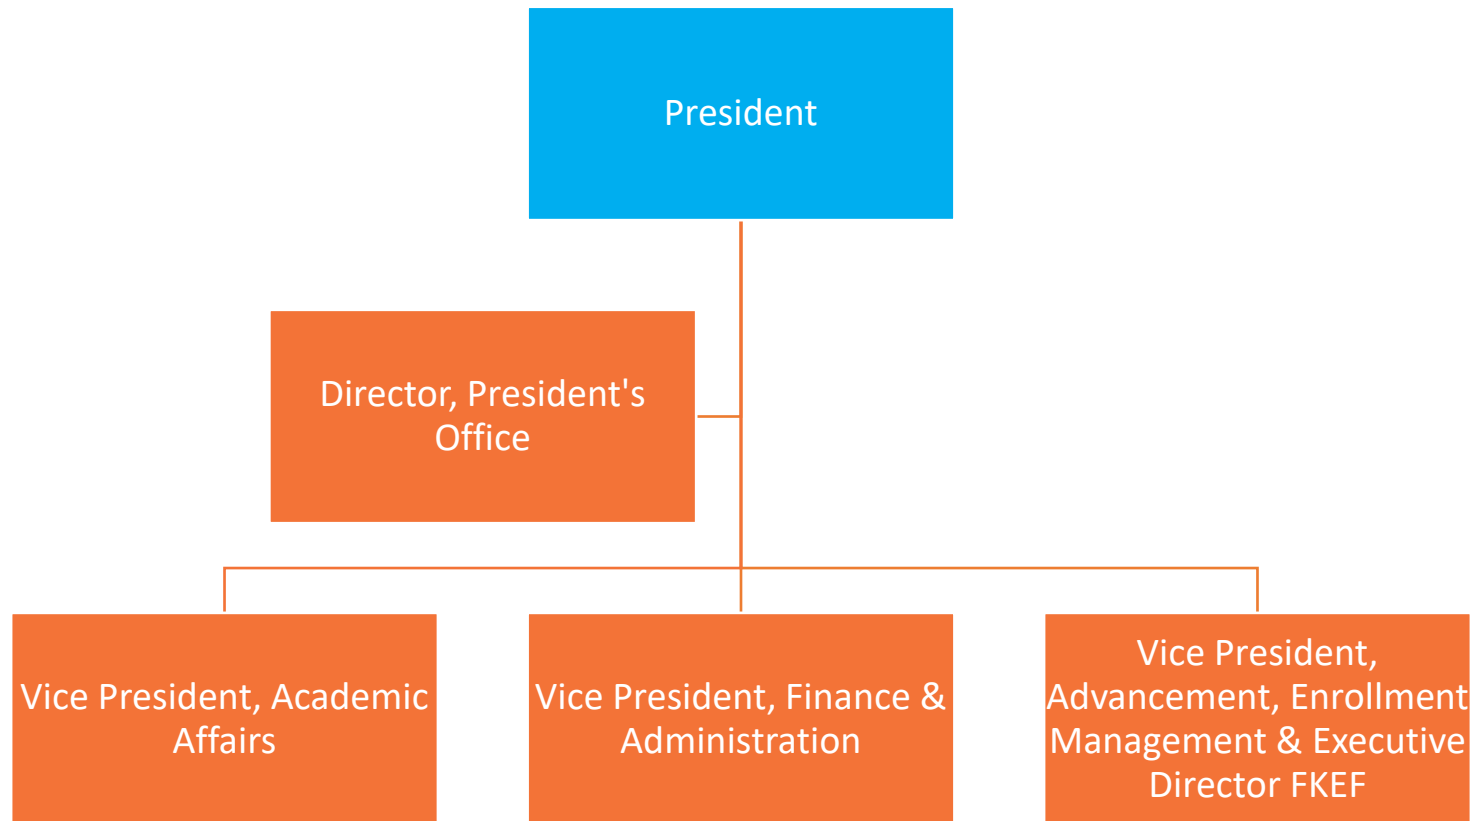 President
Director, President's
Office
Vice President, Academic
Affairs
Vice President, Finance &
Administration
Vice President,
Advancement, Enrollment
Management & Executive
Director FKEF